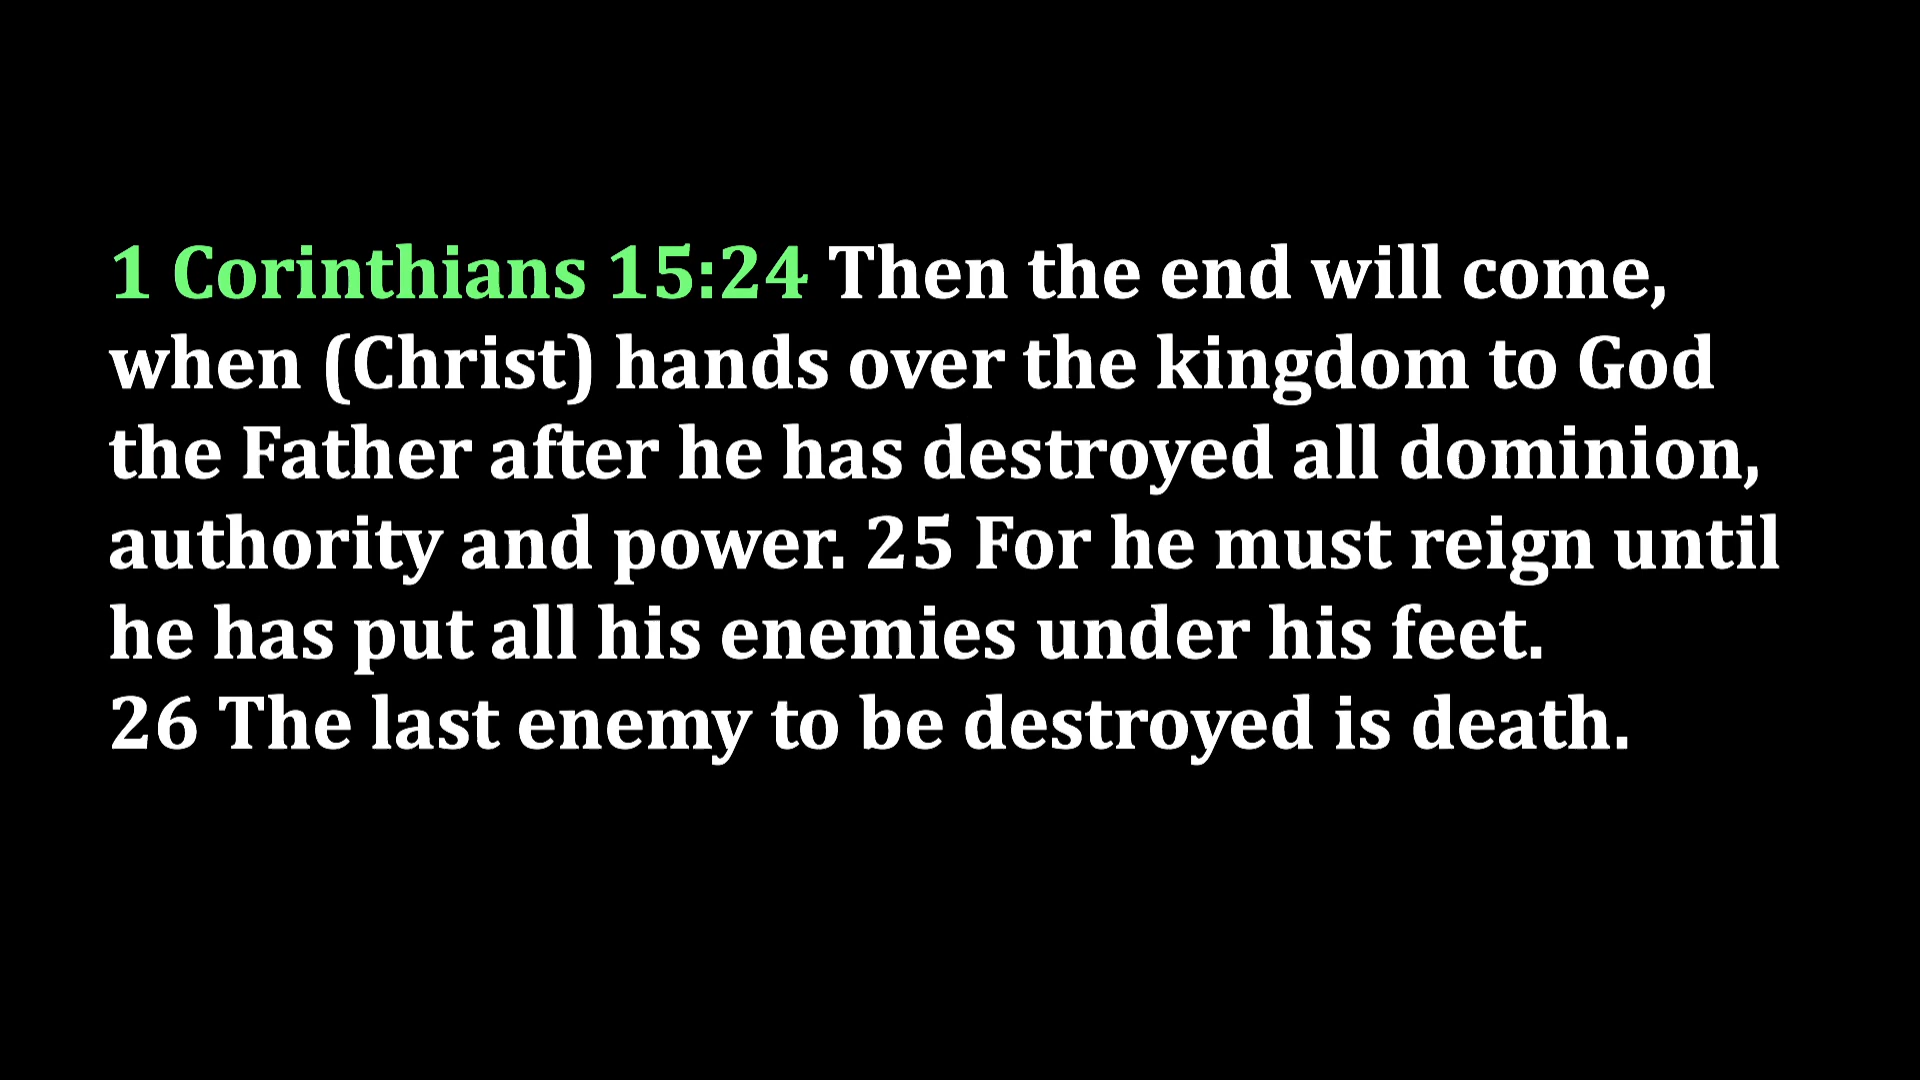 1 Corinthians 15:24 Then the end will come,
when (Christ) hands over the kingdom to God
the Father after he has destroyed all dominion,
authority and power. 25 For he must reign until
he has put all his enemies under his feet.
26 The last enemy to be destroyed is death.